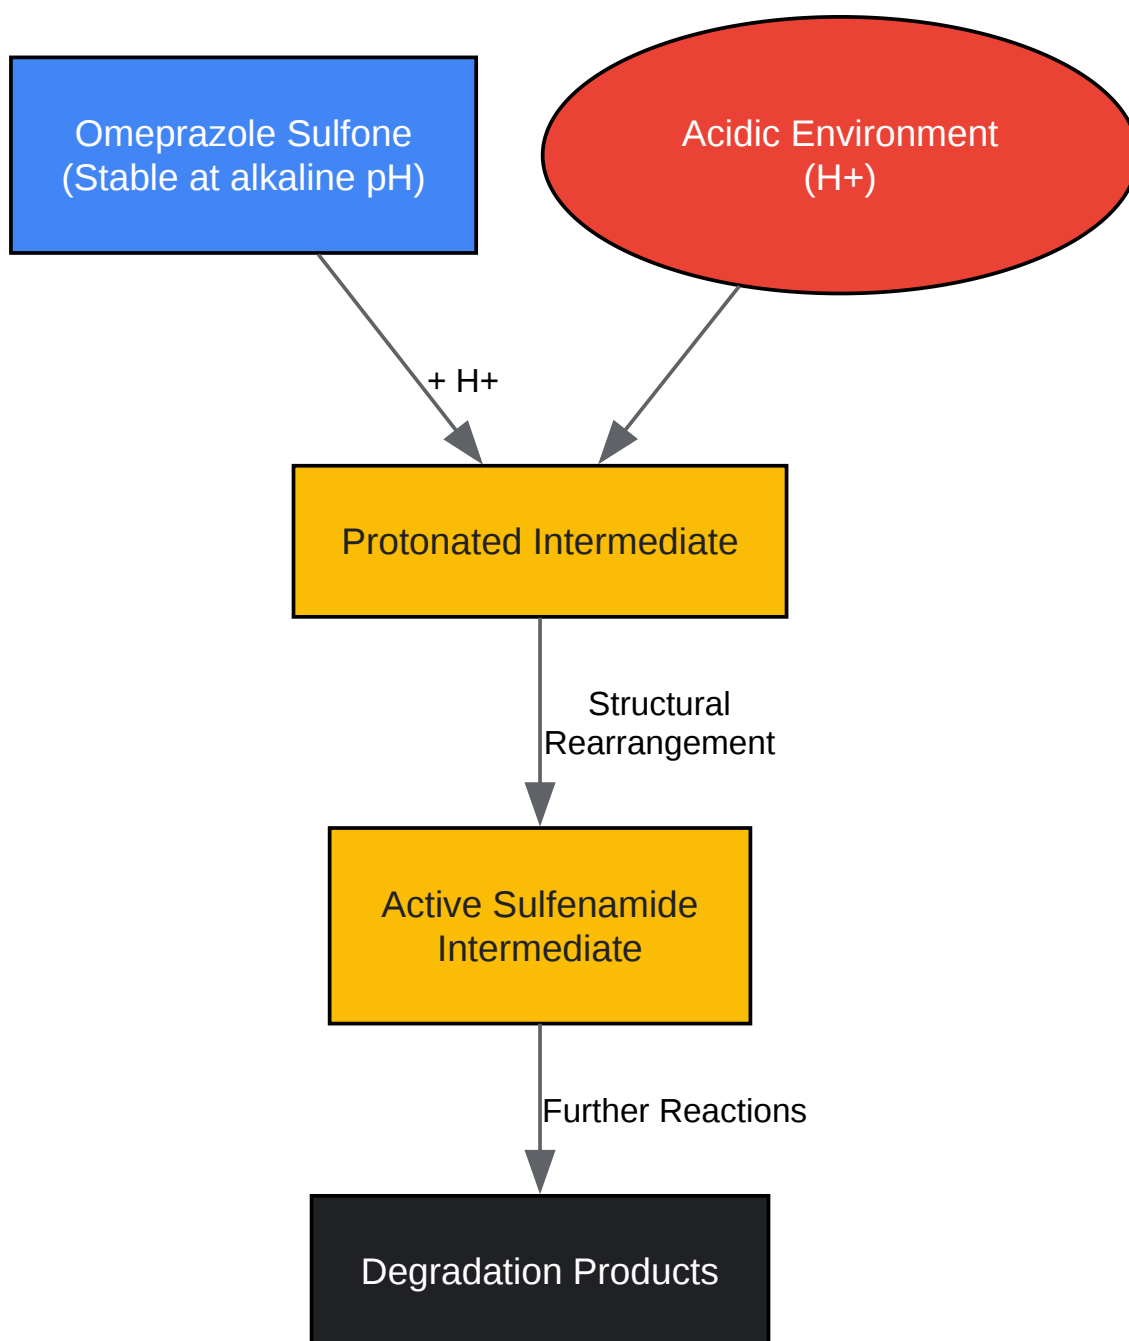 Omeprazole Sulfone
(Stable at alkaline pH)
Acidic Environment
(H+)
+ H+
Protonated Intermediate
Structural
Rearrangement
Active Sulfenamide
Intermediate
Further Reactions
Degradation Products